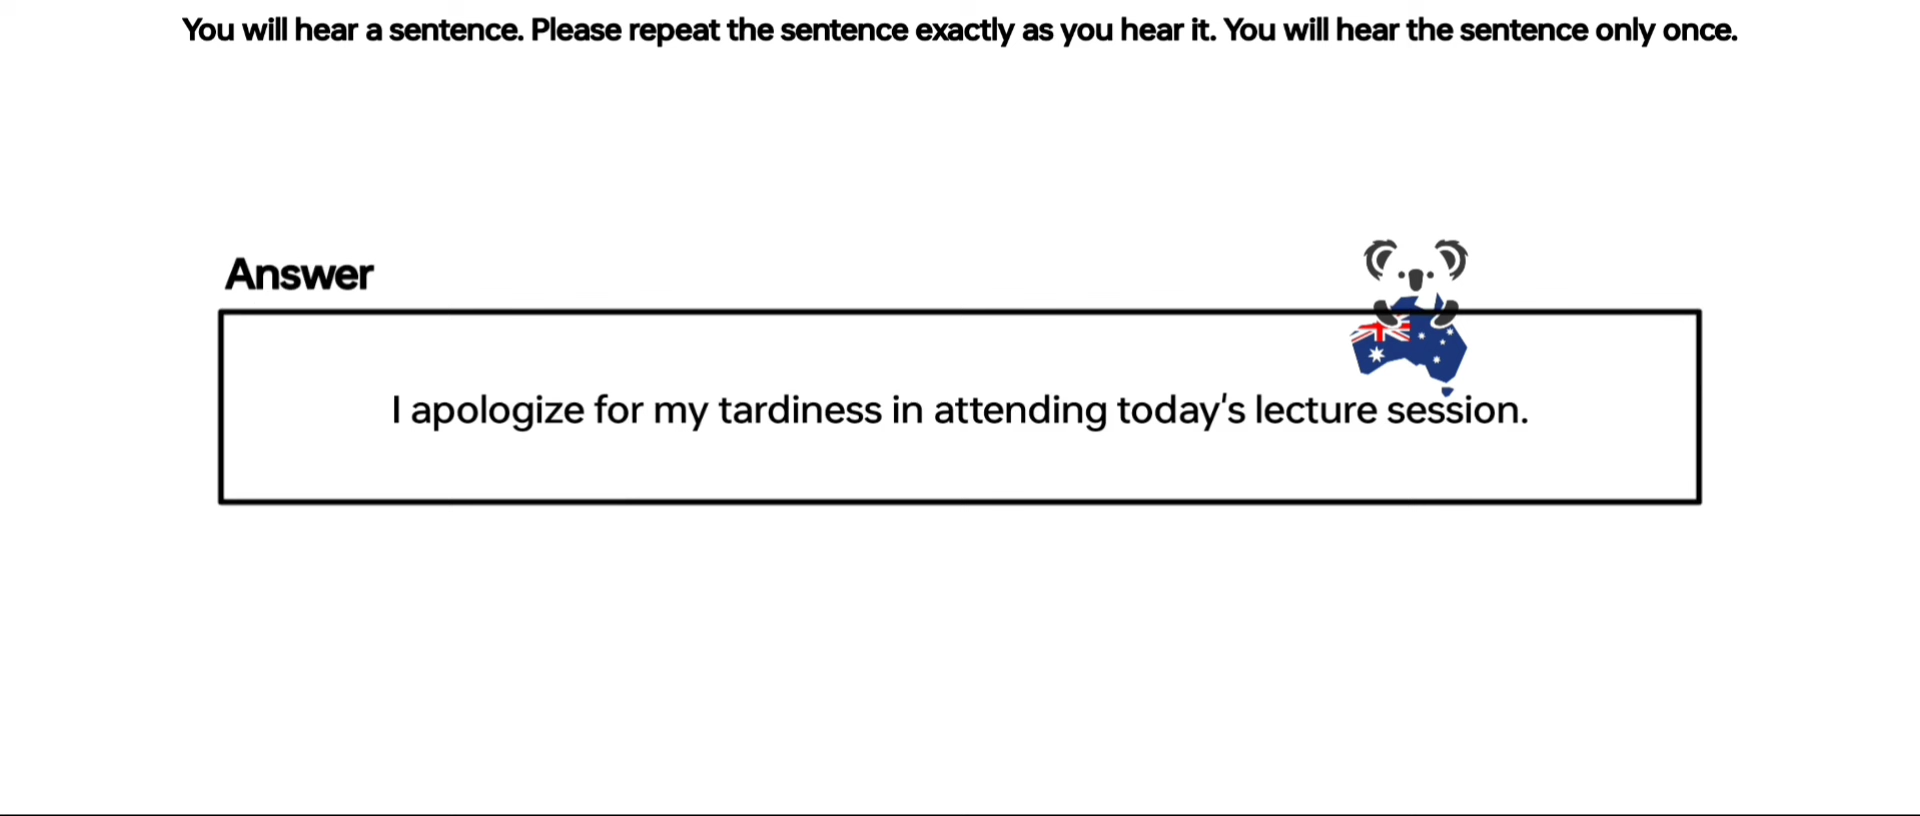 You will hear a sentence. Please repeat the sentence exactly as you hear it. You will hear the sentence only once.
Answer
I apologize for my tardiness in attending today's lecture session.